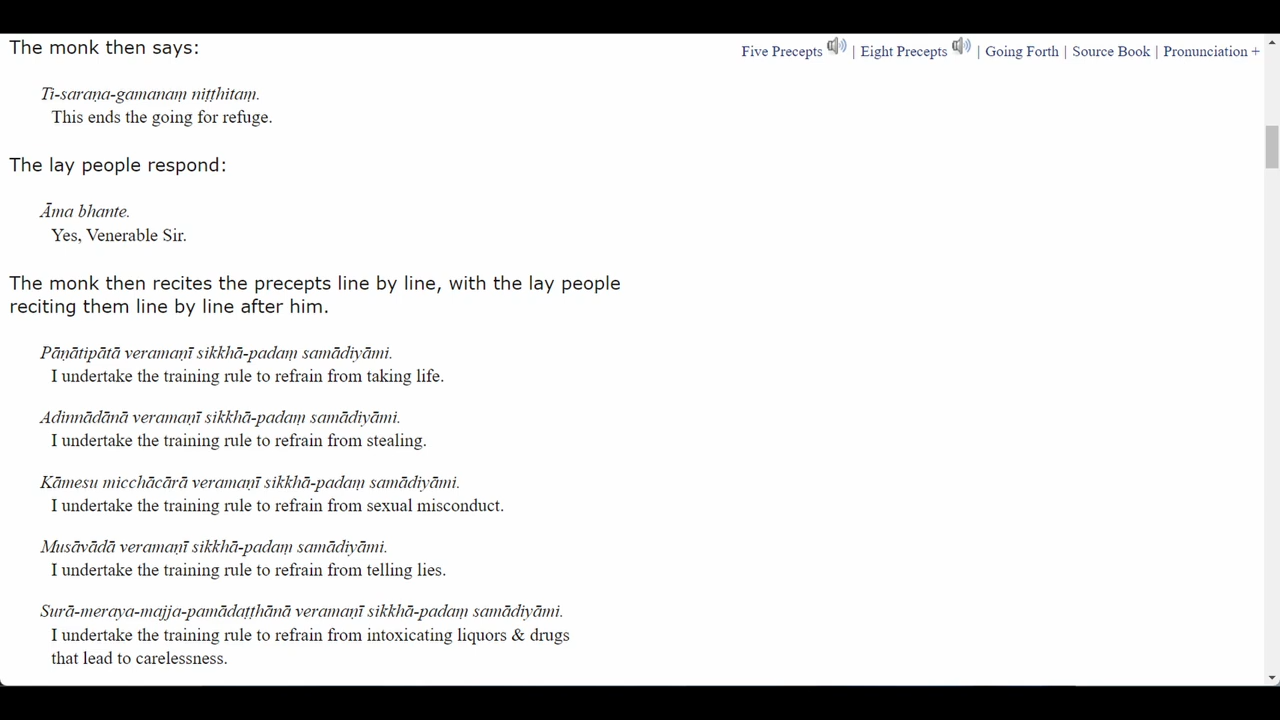 The monk then says:
Five Precepts | Eight Precepts | Going Forth | Source Book | Pronunciation +
Ti-saraṇa-gamanaṃ niṭṭhitaṃ.
This ends the going for refuge.
The lay people respond:
Āma bhante.
Yes, Venerable Sir.
The monk then recites the precepts line by line, with the lay people
reciting them line by line after him.
Pāṇātipātā veramaṇī sikkhā-padaṃ samādiyāmi.
I undertake the training rule to refrain from taking life.
Adinnādānā veramaṇī sikkhā-padaṃ samādiyāmi.
I undertake the training rule to refrain from stealing.
Kāmesu micchācārā veramaṇī sikkhā-padaṃ samādiyāmi.
I undertake the training rule to refrain from sexual misconduct.
Musāvādā veramaṇī sikkhā-padaṃ samādiyāmi.
I undertake the training rule to refrain from telling lies.
Surā-meraya-majja-pamādaṭṭhānā veramaṇī sikkhā-padaṃ samādiyāmi.
I undertake the training rule to refrain from intoxicating liquors & drugs
that lead to carelessness.